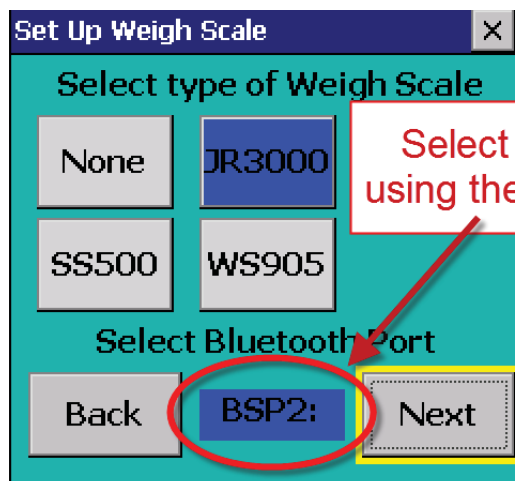 Set Up Weigh Scale
Select type of Weigh Scale
None JR3000
Select
using the
SS500 WS905
Select Bluetooth Port
Back BSP2: Next